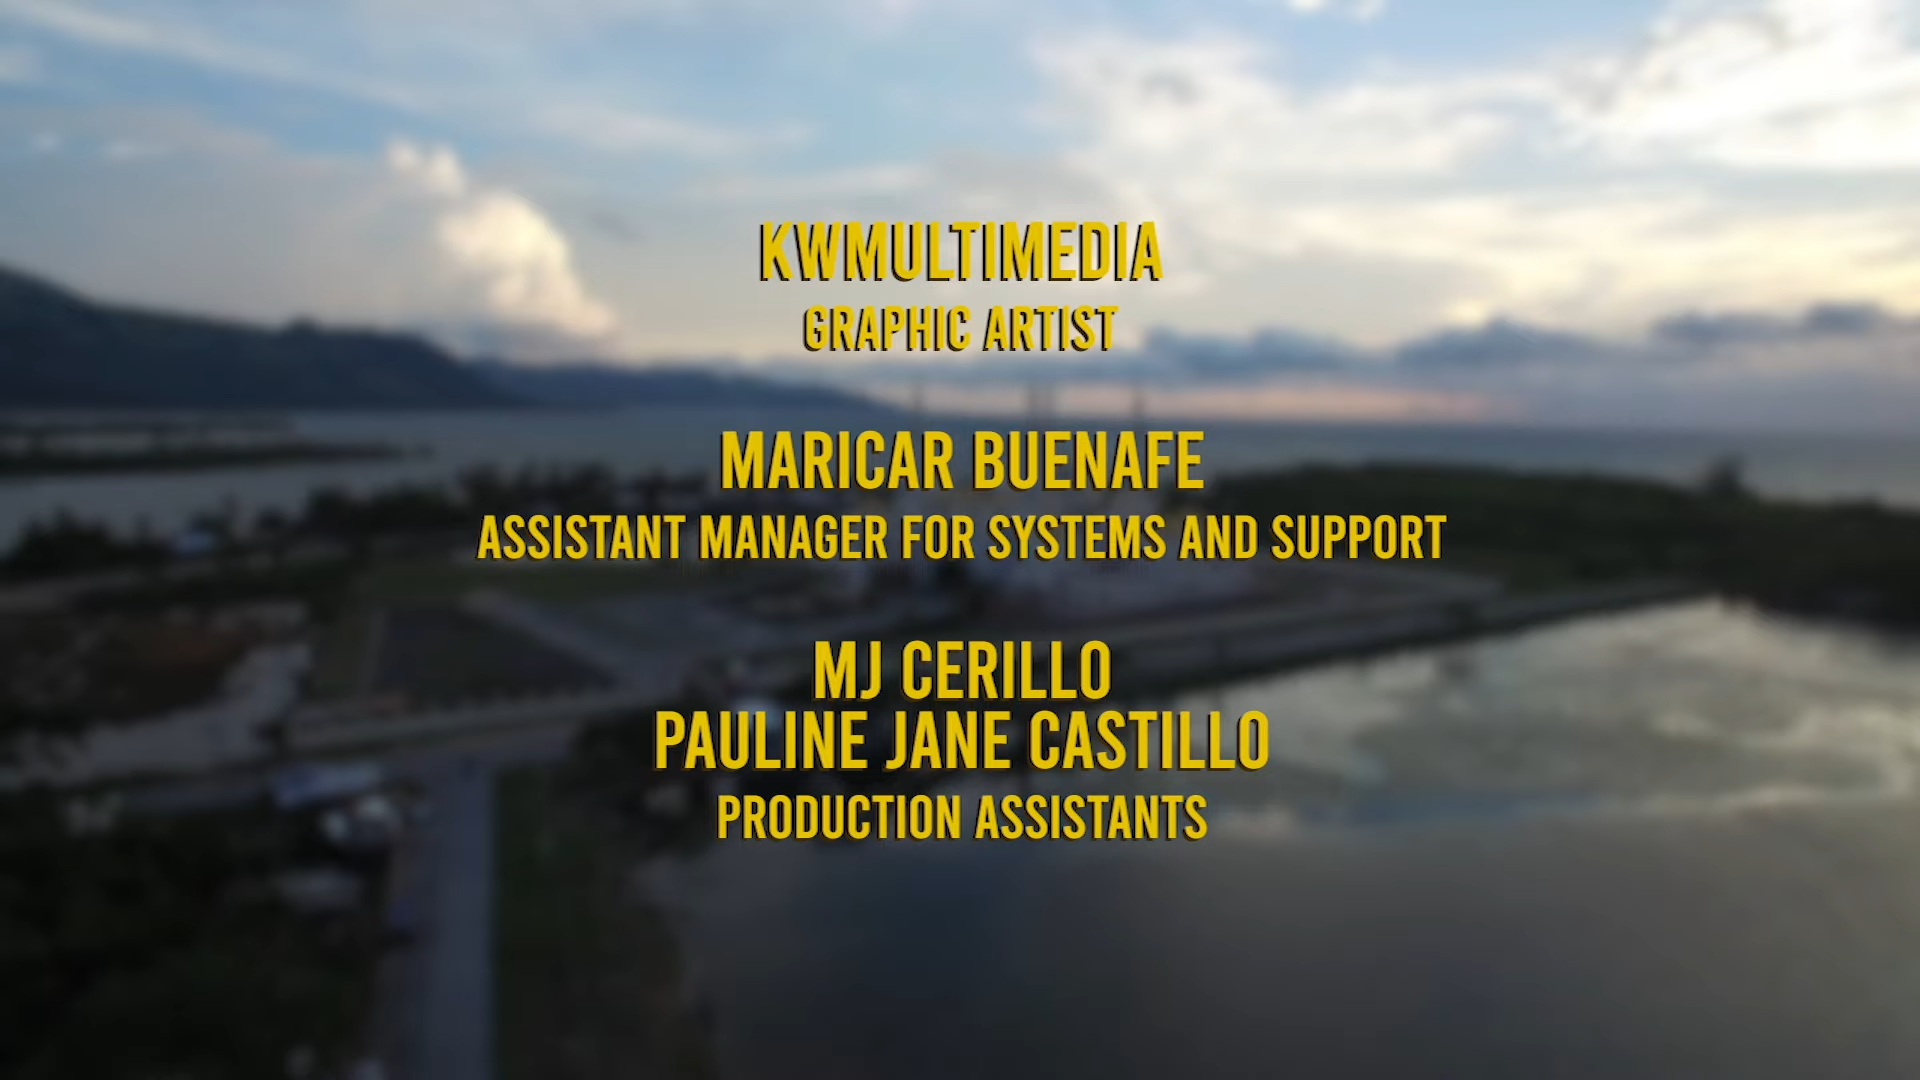 KWMULTIMEDIA
GRAPHIC ARTIST
MARICAR BUENAFE
ASSISTANT MANAGER FOR SYSTEMS AND SUPPORT
MJ CERILLO
PAULINE JANE CASTILLO
PRODUCTION ASSISTANTS